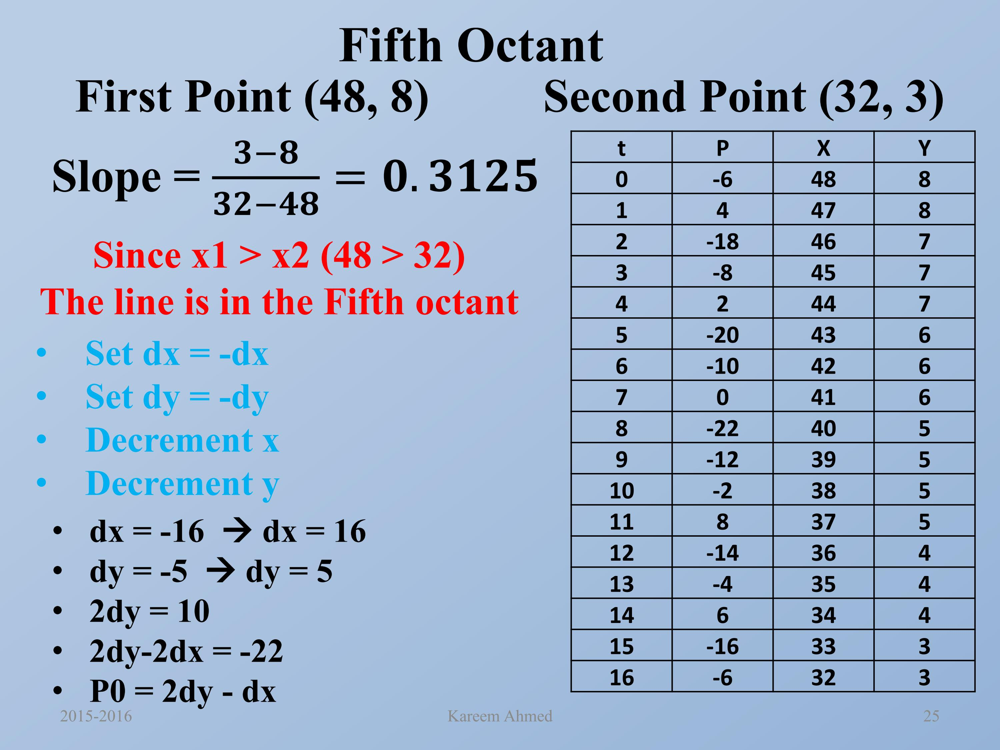 Fifth Octant
First Point (48, 8) Second Point (32, 3)
Slope = 3−8 / 32−48 = 0.3125
Since x1 > x2 (48 > 32)
The line is in the Fifth octant
• Set dx = -dx
• Set dy = -dy
• Decrement x
• Decrement y
• dx = -16 → dx = 16
• dy = -5 → dy = 5
• 2dy = 10
• 2dy-2dx = -22
• P0 = 2dy - dx
t P X Y
0 -6 48 8
1 4 47 8
2 -18 46 7
3 -8 45 7
4 2 44 7
5 -20 43 6
6 -10 42 6
7 0 41 6
8 -22 40 5
9 -12 39 5
10 -2 38 5
11 8 37 5
12 -14 36 4
13 -4 35 4
14 6 34 4
15 -16 33 3
16 -6 32 3
2015-2016 Kareem Ahmed 25